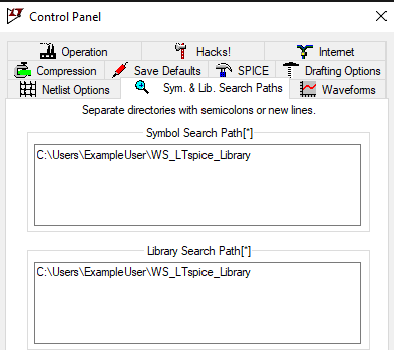 Control Panel
Operation Hacks! Internet
Compression Save Defaults SPICE Drafting Options
Netlist Options Sym. & Lib. Search Paths Waveforms
Separate directories with semicolons or new lines.
Symbol Search Path[*]
C:\Users\ExampleUser\WS_LTspice_Library
Library Search Path[*]
C:\Users\ExampleUser\WS_LTspice_Library